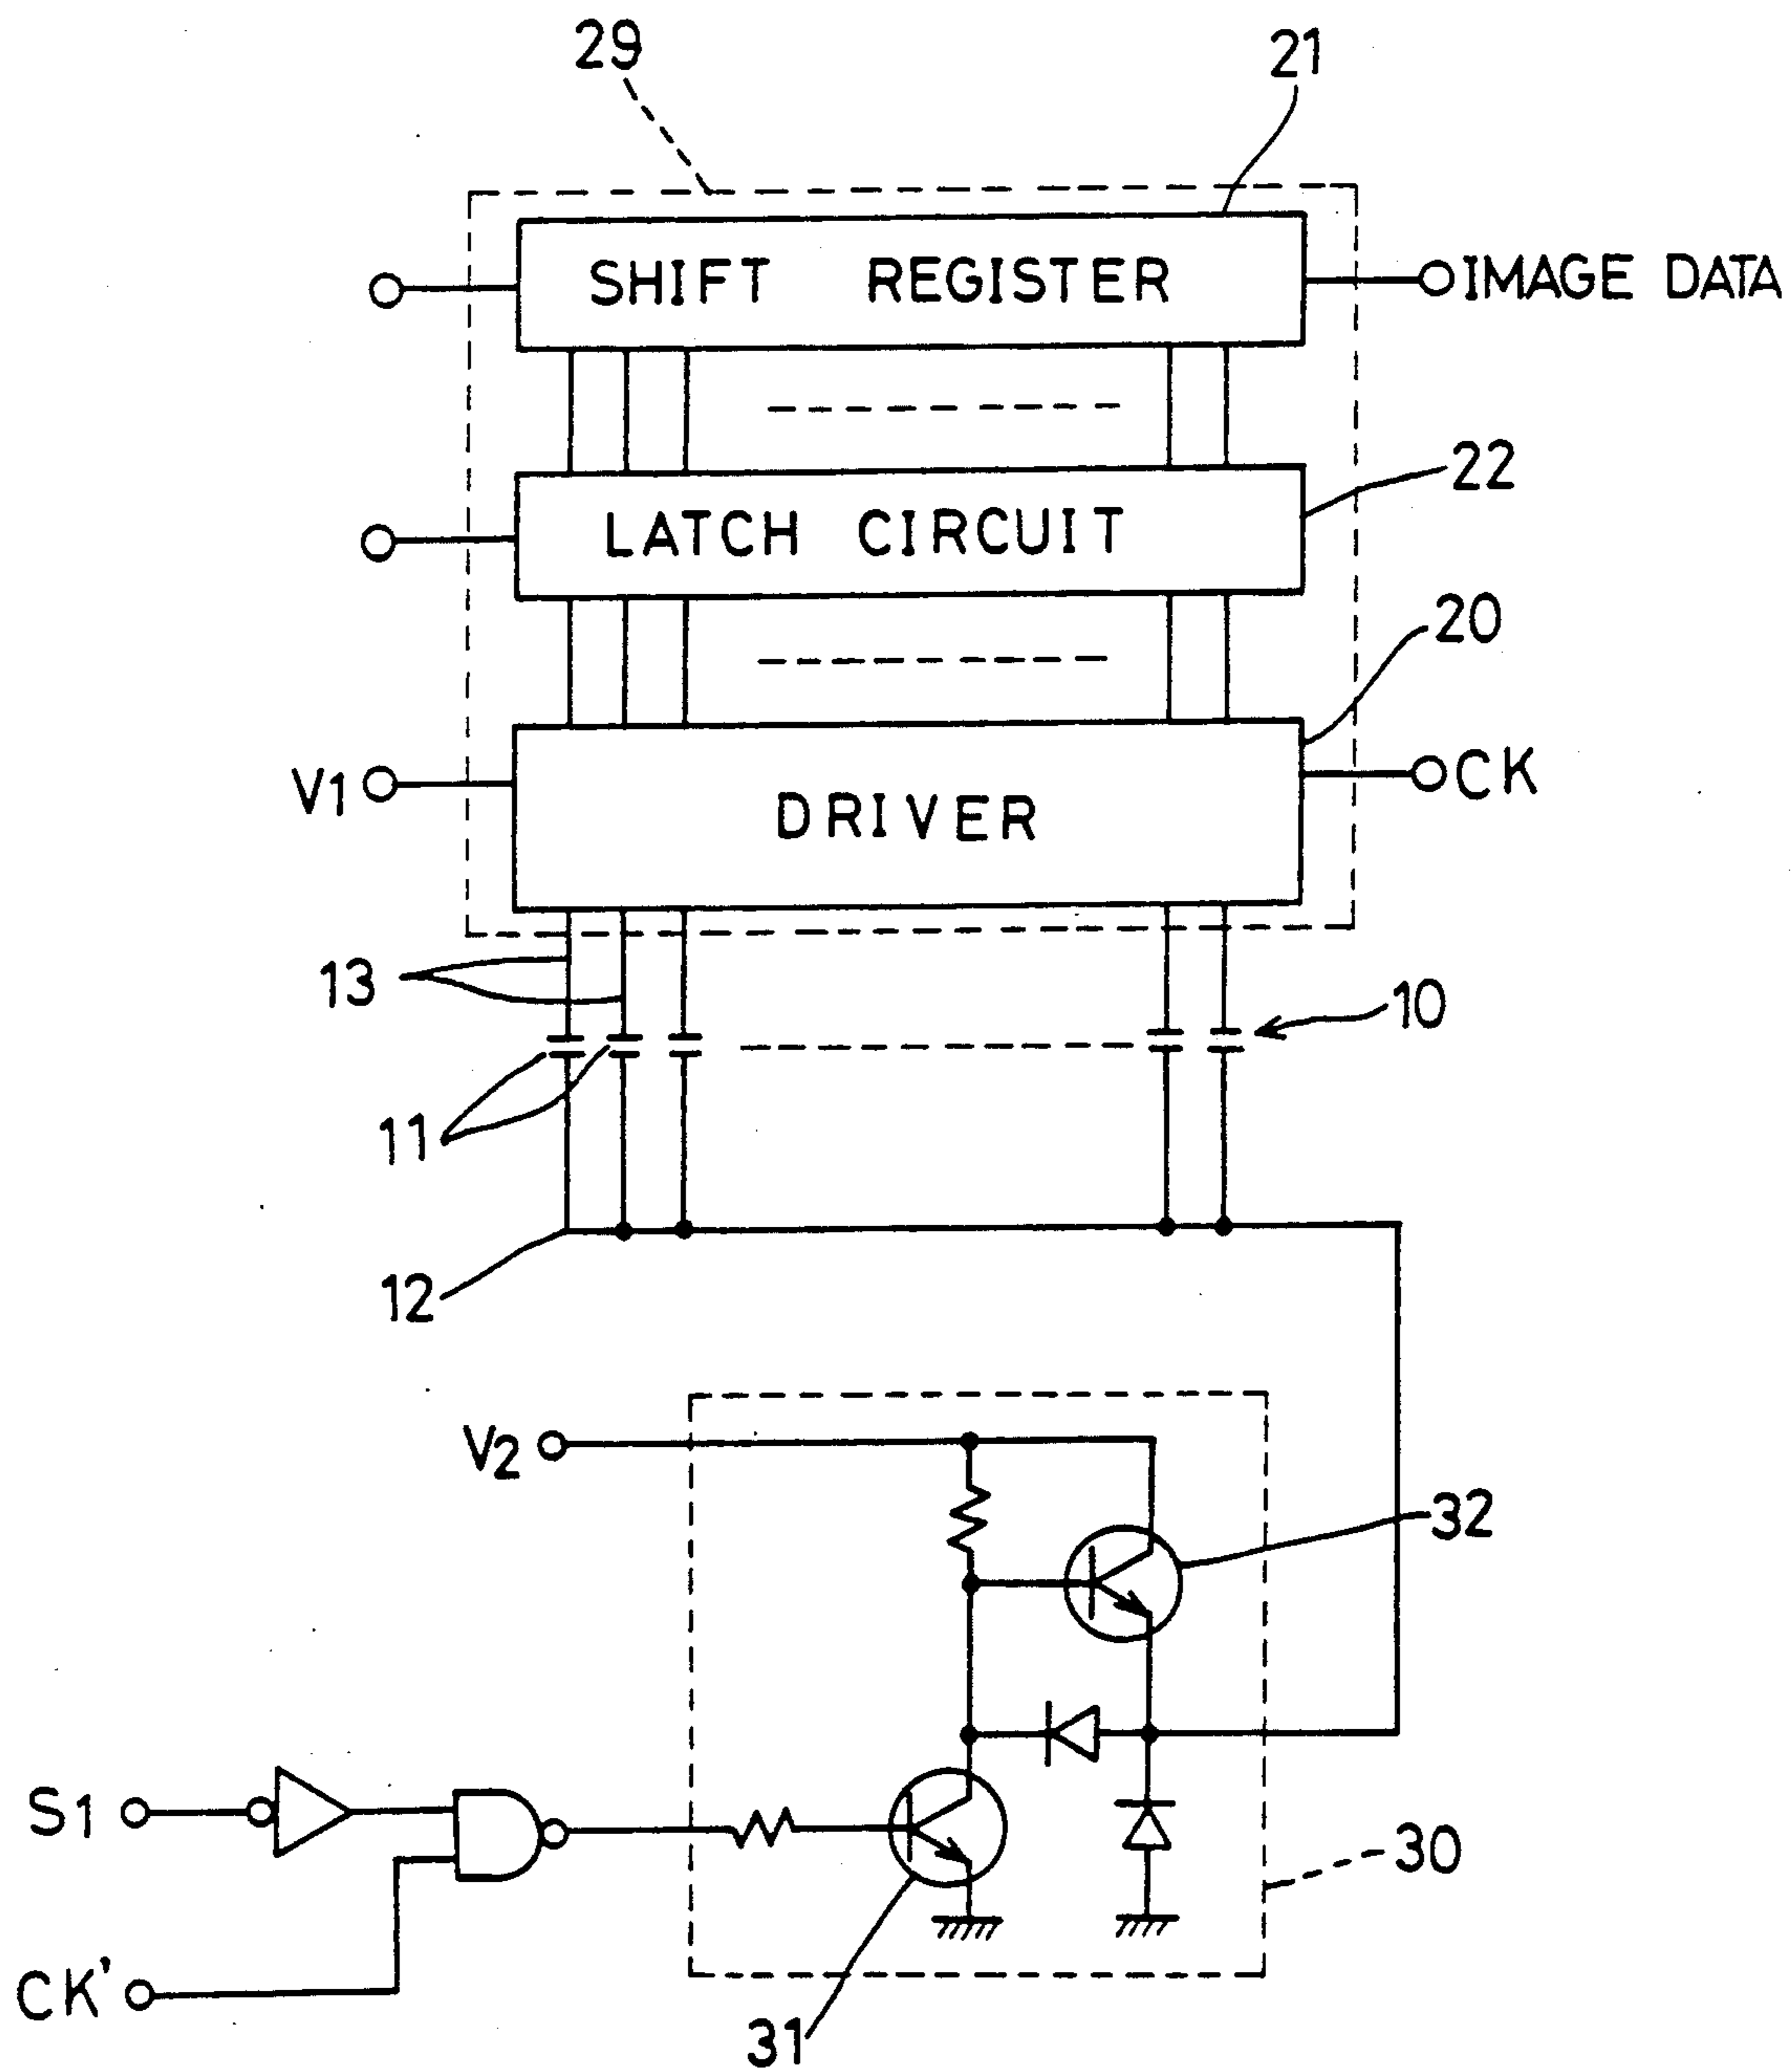 29
21
SHIFT REGISTER
IMAGE DATA
22
LATCH CIRCUIT
20
V1
CK
DRIVER
13
10
11
12
V2
32
S1
30
CK'
31